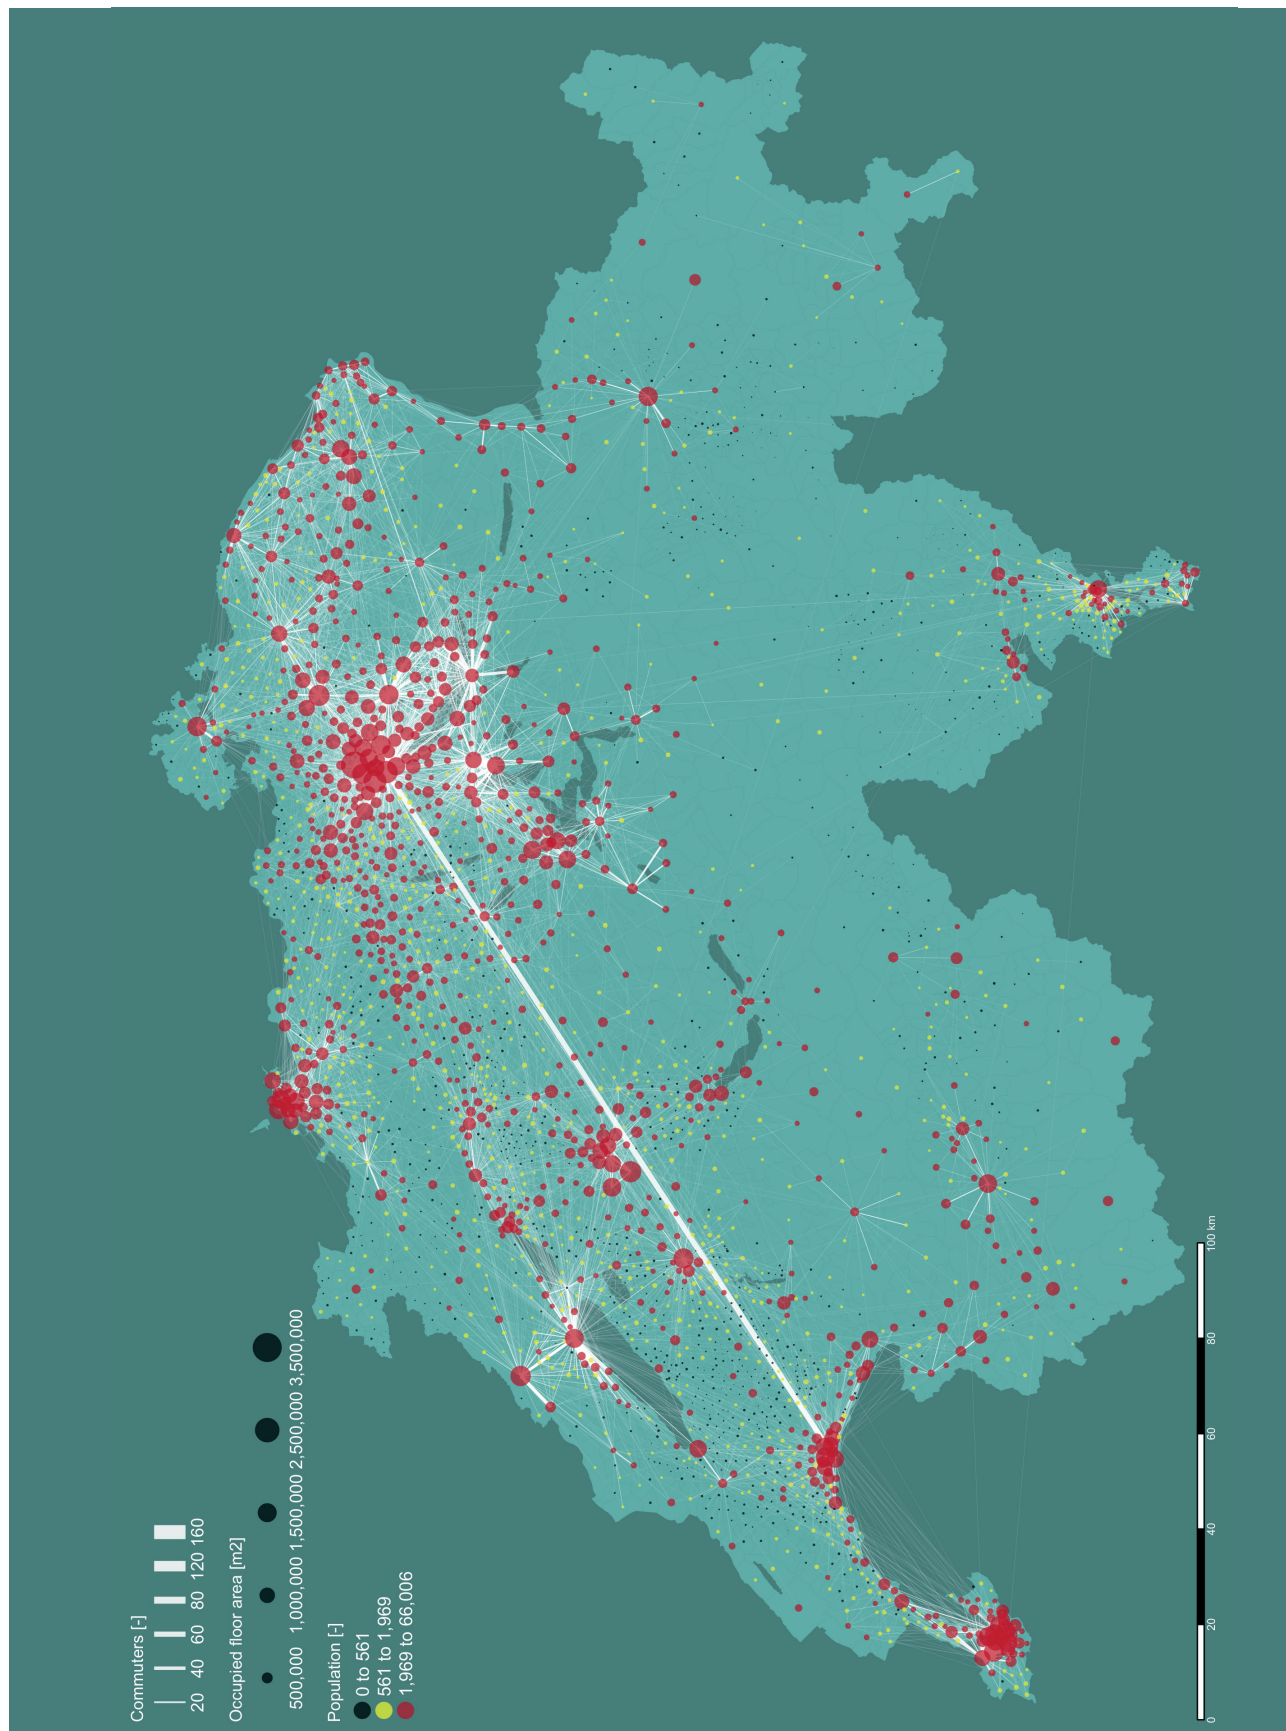 Commuters [-]
20 40 60 80 120 160
Occupied floor area [m2]
500,000 1,000,000 1,500,000 2,500,000 3,500,000
Population [-]
0 to 561
561 to 1,969
1,969 to 66,006
0 20 40 60 80 100 km